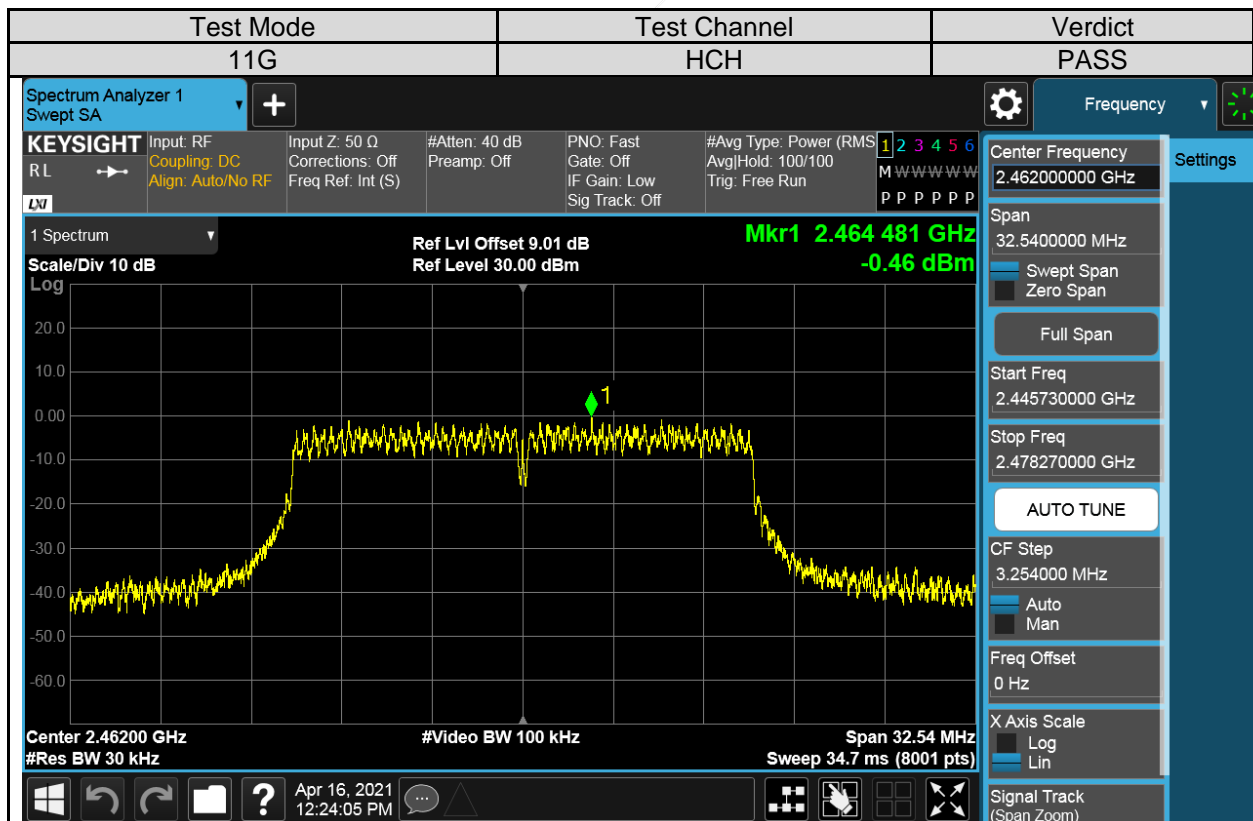 Test Mode Test Channel Verdict
11G HCH PASS
Spectrum Analyzer 1
Swept SA
+
Frequency
KEYSIGHT
RL
LXI
Input: RF
Coupling: DC
Align: Auto/No RF
Input Z: 50 Ω
Corrections: Off
Freq Ref: Int (S)
#Atten: 40 dB
Preamp: Off
PNO: Fast
Gate: Off
IF Gain: Low
Sig Track: Off
#Avg Type: Power (RMS
Avg|Hold: 100/100
Trig: Free Run
1 2 3 4 5 6
M W W W W W
P P P P P P
1 Spectrum
Scale/Div 10 dB
Log
Ref Lvl Offset 9.01 dB
Ref Level 30.00 dBm
Mkr1 2.464 481 GHz
-0.46 dBm
20.0
10.0
0.00
-10.0
-20.0
-30.0
-40.0
-50.0
-60.0
1
Center 2.46200 GHz
#Res BW 30 kHz
#Video BW 100 kHz
Span 32.54 MHz
Sweep 34.7 ms (8001 pts)
Center Frequency
2.462000000 GHz
Span
32.5400000 MHz
Swept Span
Zero Span
Full Span
Start Freq
2.445730000 GHz
Stop Freq
2.478270000 GHz
AUTO TUNE
CF Step
3.254000 MHz
Auto
Man
Freq Offset
0 Hz
X Axis Scale
Log
Lin
Signal Track
(Span Zoom)
Settings
?
Apr 16, 2021
12:24:05 PM